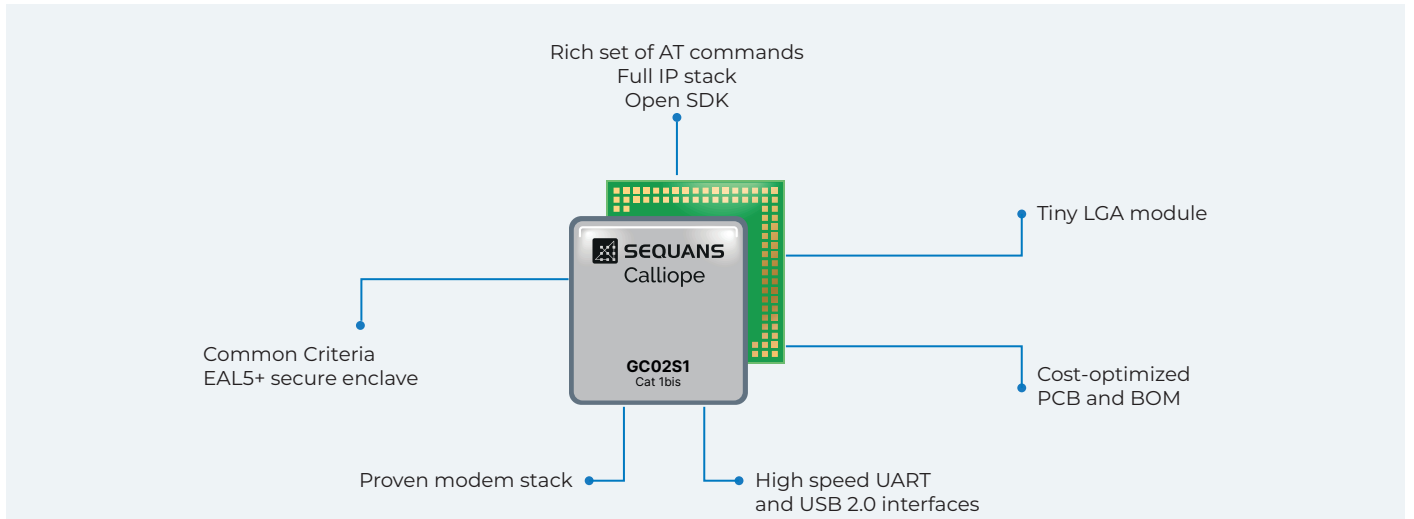 Rich set of AT commands
Full IP stack
Open SDK
Tiny LGA module
SEQUANS
Calliope
Common Criteria
EAL5+ secure enclave
GC02S1
Cat 1bis
Cost-optimized
PCB and BOM
Proven modem stack
High speed UART
and USB 2.0 interfaces